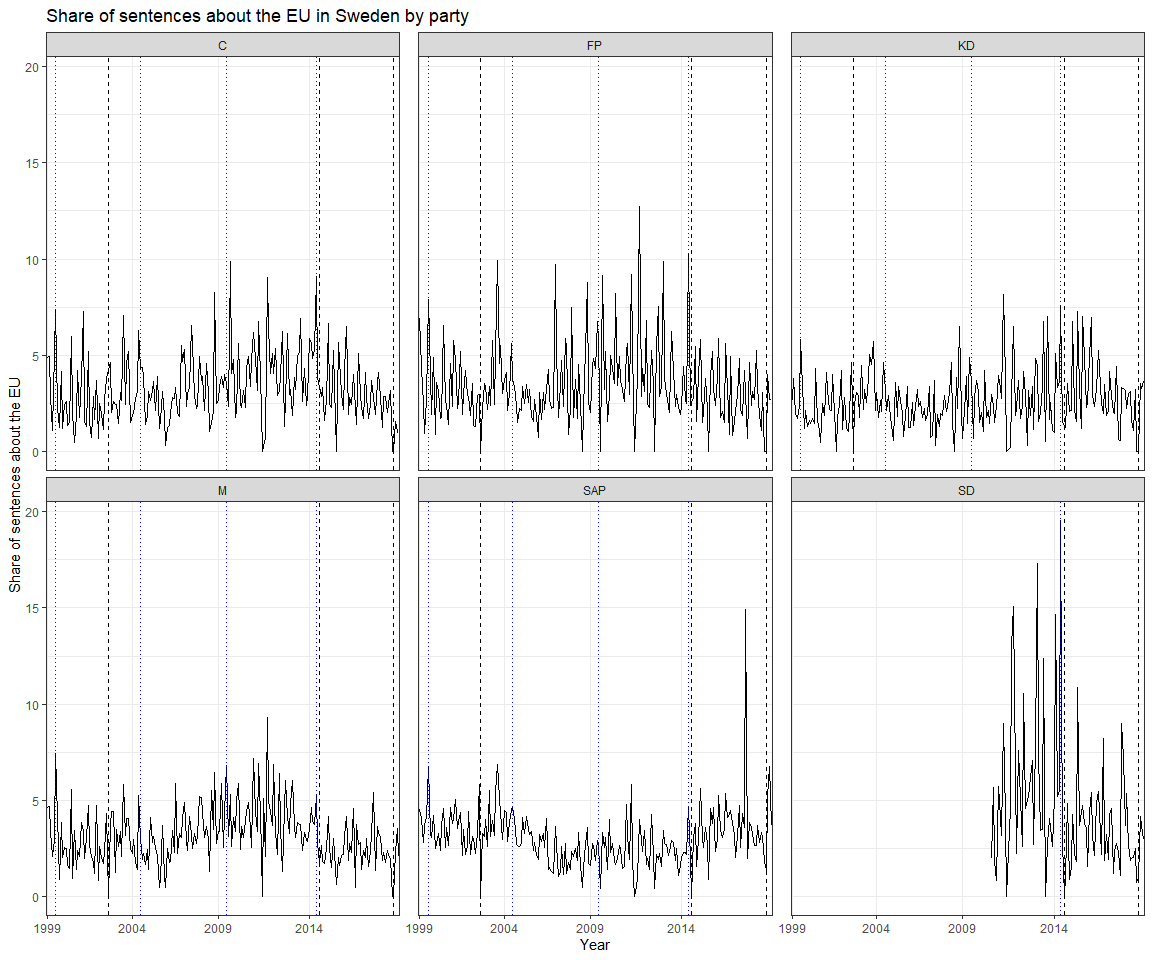 Share of sentences about the EU in Sweden by party
C FP KD
20
15
10
5
0
M SAP SD
20
15
10
5
0
1999 2004 2009 2014 1999 2004 2009 2014 1999 2004 2009 2014
Year
Share of sentences about the EU